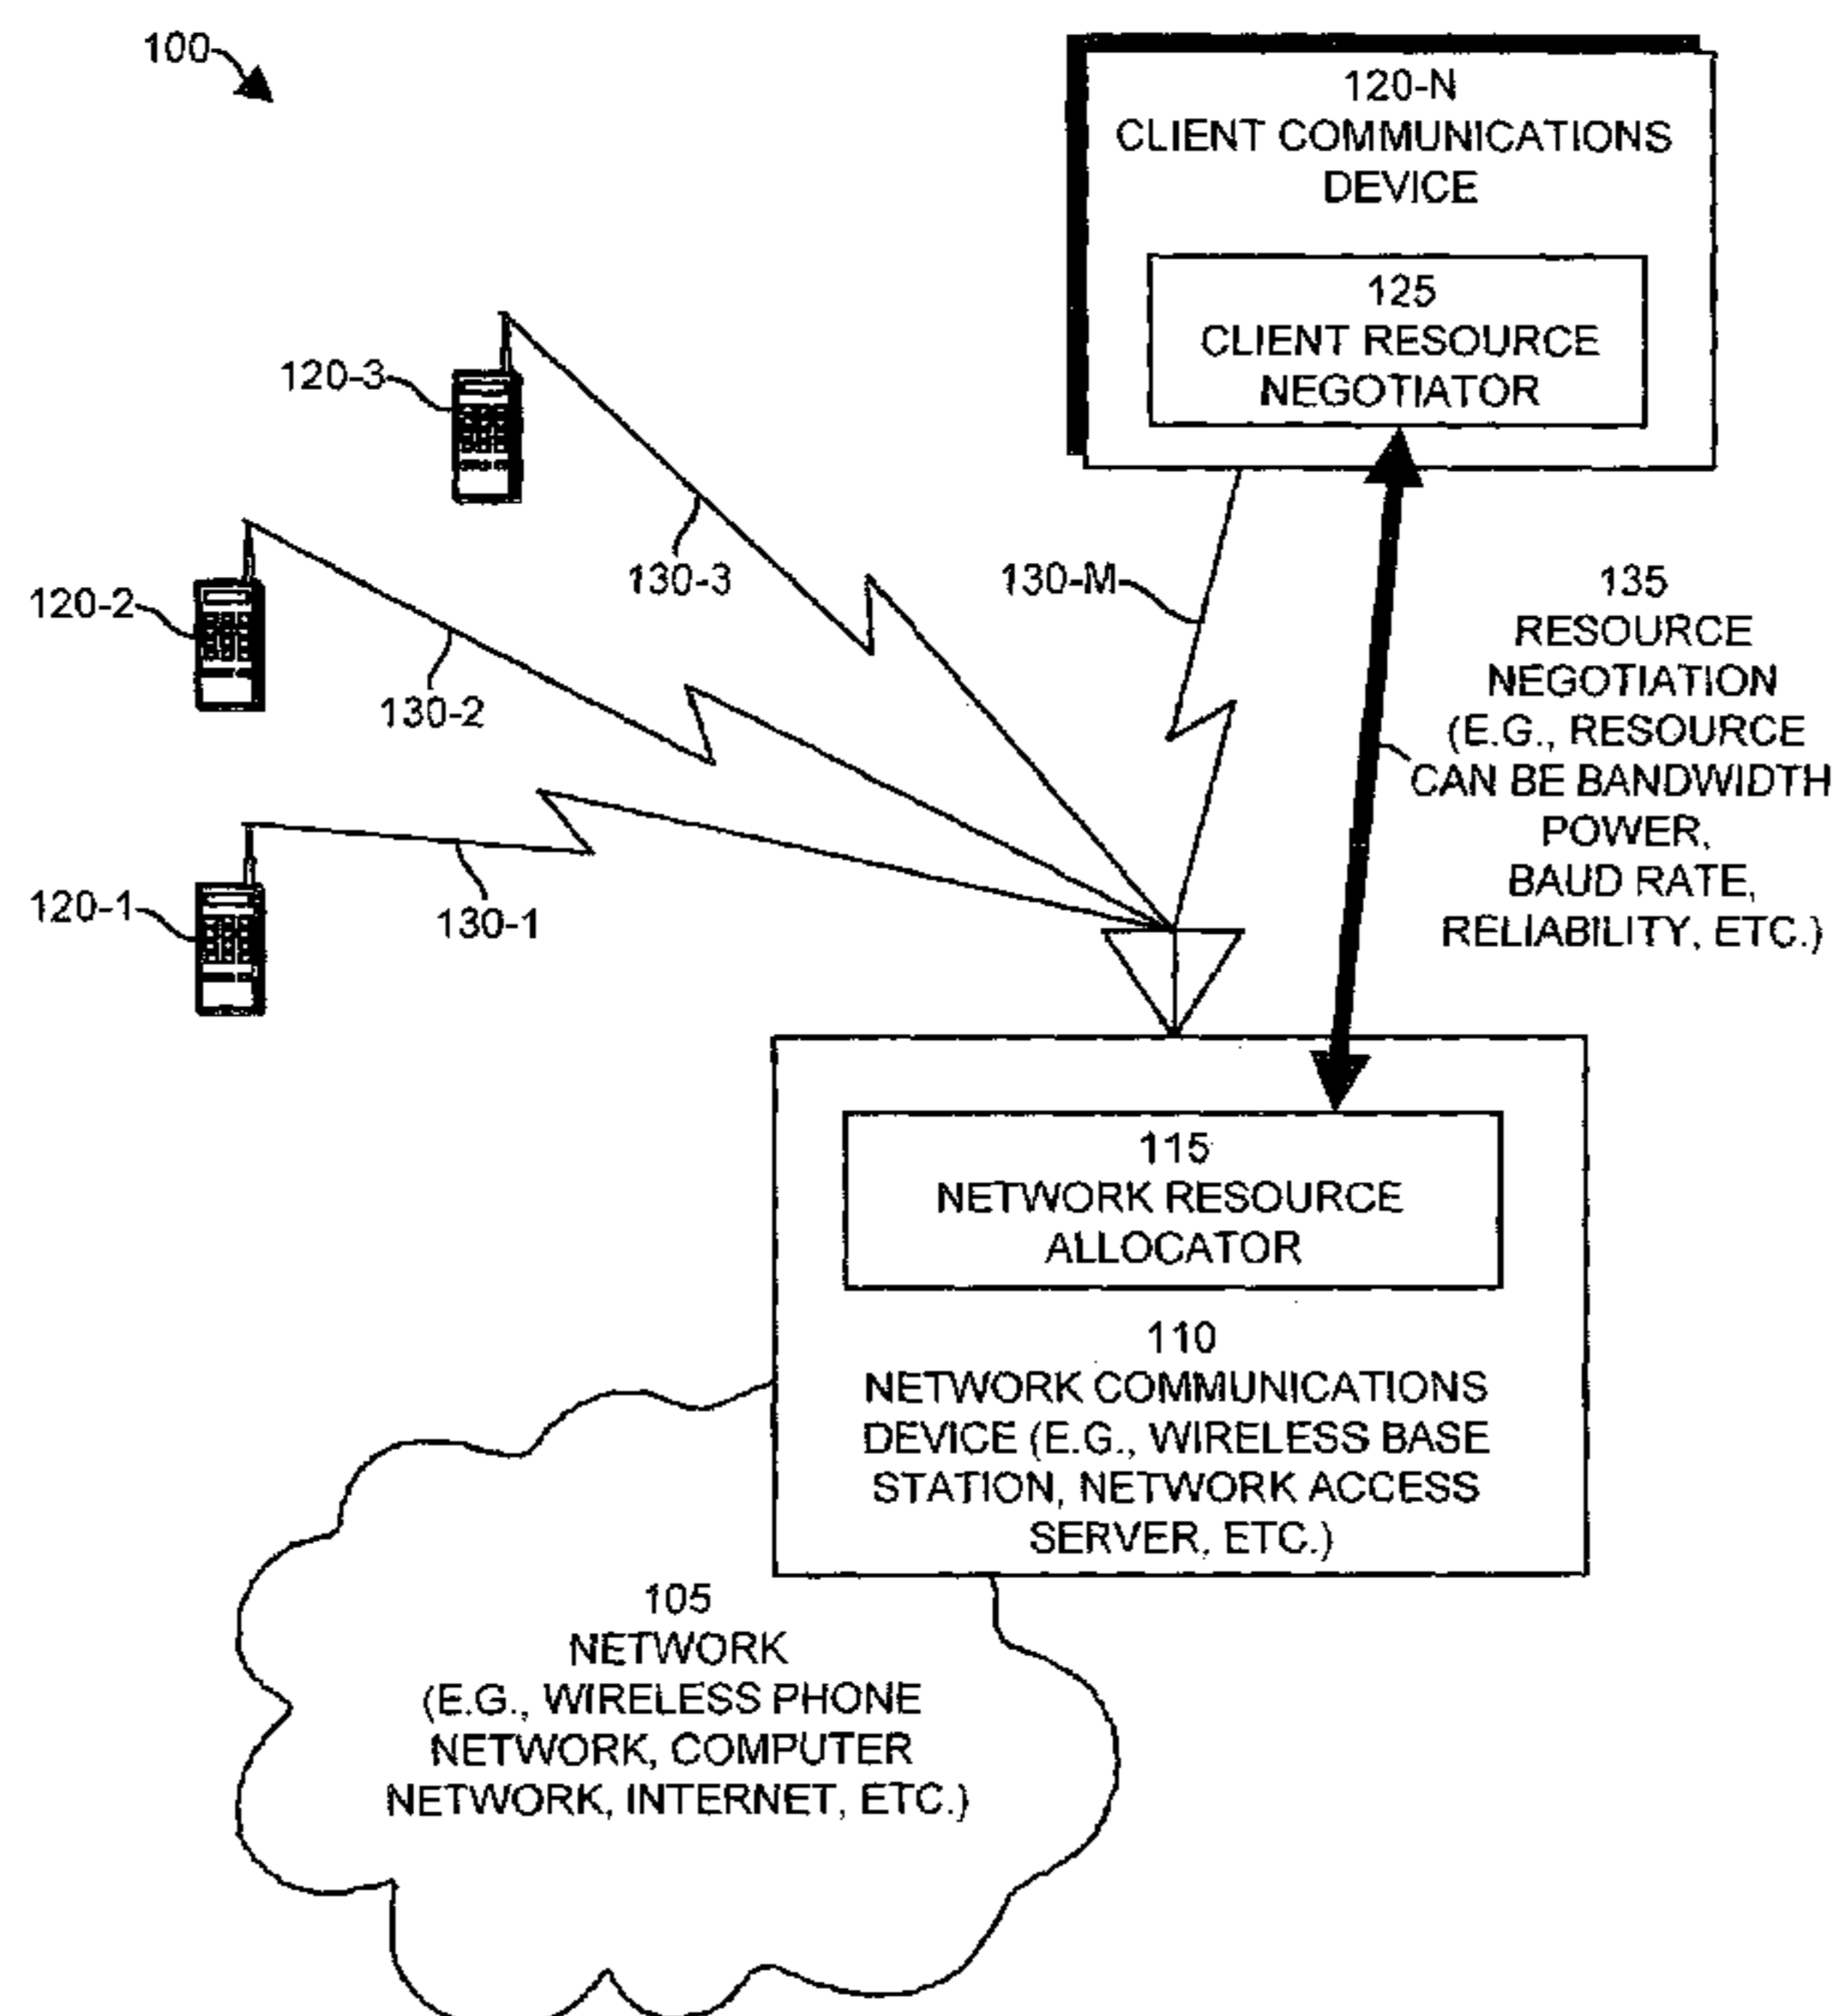 100
120-N
CLIENT COMMUNICATIONS
DEVICE
125
CLIENT RESOURCE
NEGOTIATOR
120-3
130-3
130-M
120-2
130-2
135
RESOURCE
NEGOTIATION
(E.G., RESOURCE
CAN BE BANDWIDTH
POWER,
BAUD RATE,
RELIABILITY, ETC.)
120-1
130-1
115
NETWORK RESOURCE
ALLOCATOR
110
NETWORK COMMUNICATIONS
DEVICE (E.G., WIRELESS BASE
STATION, NETWORK ACCESS
SERVER, ETC.)
105
NETWORK
(E.G., WIRELESS PHONE
NETWORK, COMPUTER
NETWORK, INTERNET, ETC.)